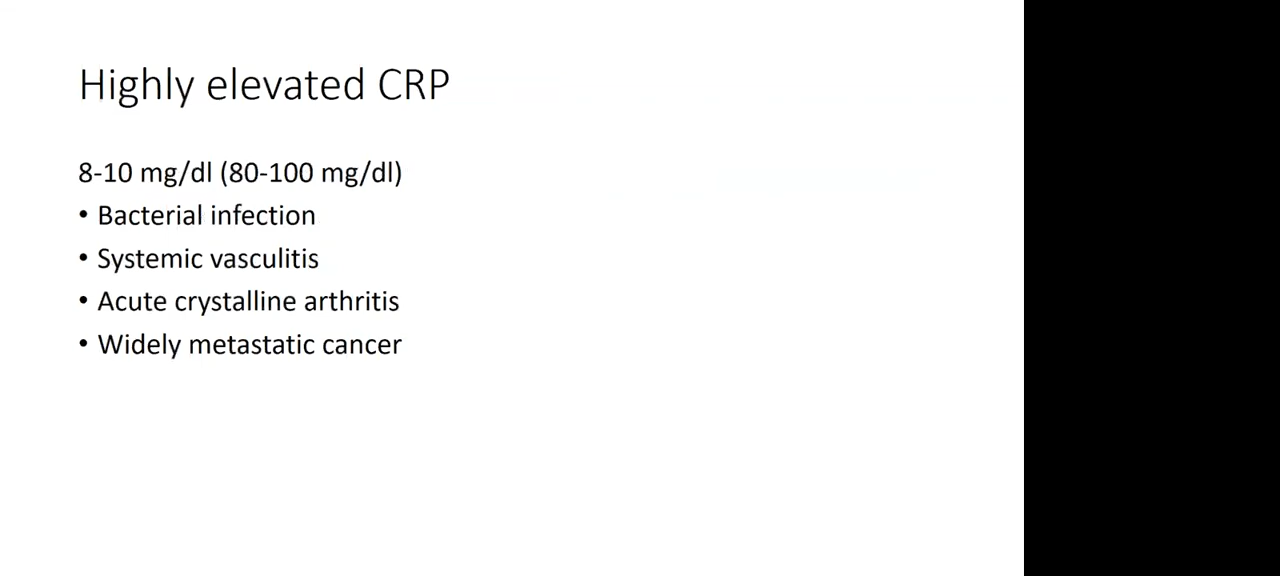 Highly elevated CRP
8-10 mg/dl (80-100 mg/dl)
• Bacterial infection
• Systemic vasculitis
• Acute crystalline arthritis
• Widely metastatic cancer